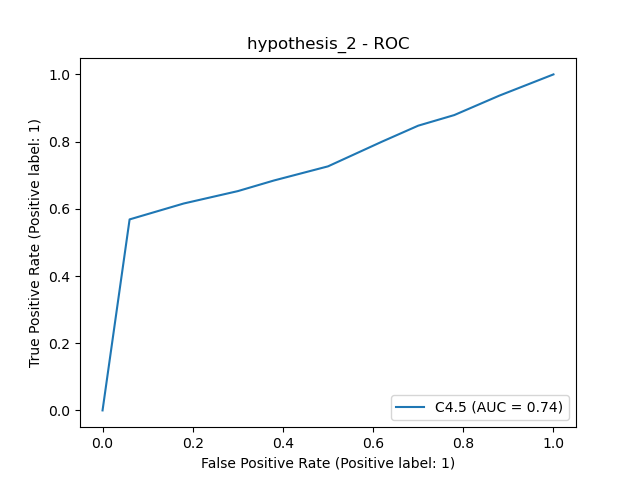 hypothesis_2 - ROC
1.0
0.8
0.6
0.4
0.2
0.0
True Positive Rate (Positive label: 1)
0.0 0.2 0.4 0.6 0.8 1.0
False Positive Rate (Positive label: 1)
C4.5 (AUC = 0.74)